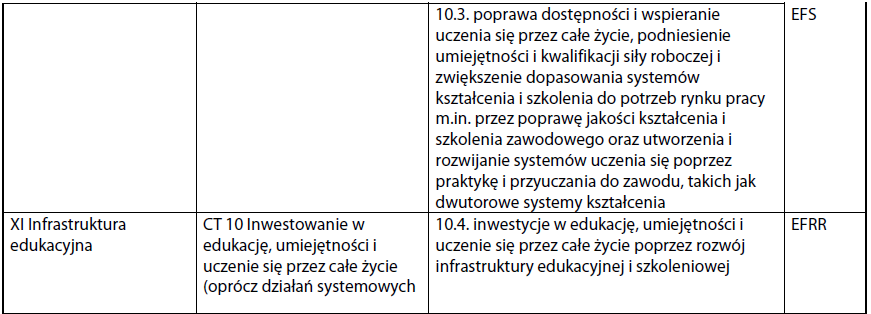 10.3. poprawa dostępności i wspieranie
uczenia się przez całe życie, podniesienie
umiejętności i kwalifikacji siły roboczej i
zwiększenie dopasowania systemów
kształcenia i szkolenia do potrzeb rynku pracy
m.in. przez poprawę jakości kształcenia i
szkolenia zawodowego oraz utworzenia i
rozwijanie systemów uczenia się poprzez
praktykę i przyuczania do zawodu, takich jak
dwutorowe systemy kształcenia
EFS
XI Infrastruktura
edukacyjna
CT 10 Inwestowanie w
edukację, umiejętności i
uczenie się przez całe życie
(oprócz działań systemowych
10.4. inwestycje w edukację, umiejętności i
uczenie się przez całe życie poprzez rozwój
infrastruktury edukacyjnej i szkoleniowej
EFRR